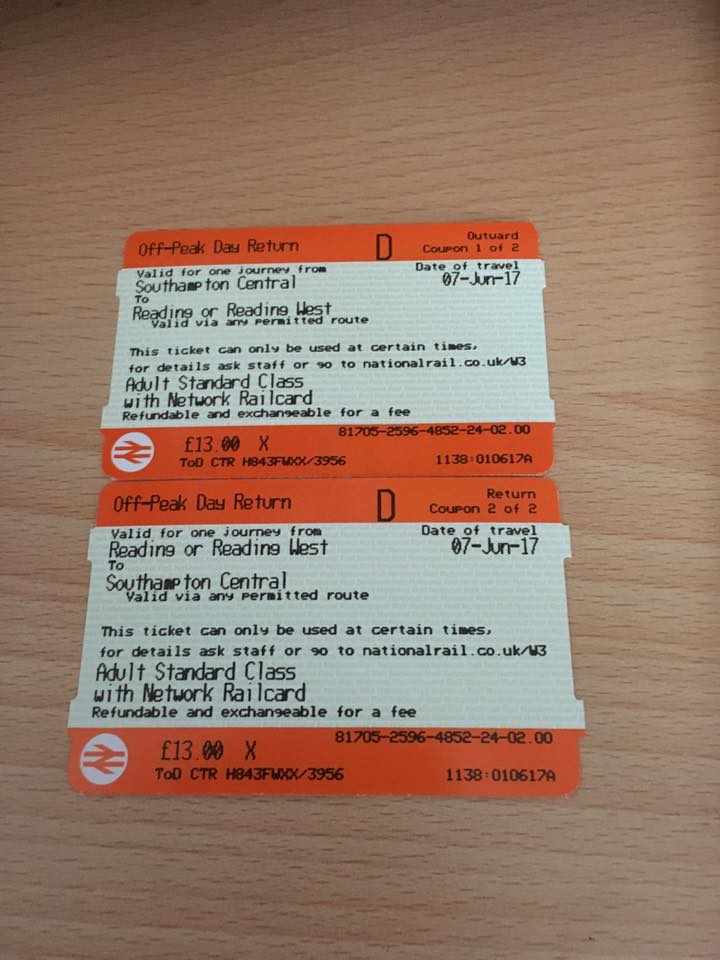 Off-Peak Day Return D Outward
Coupon 1 of 2
Valid for one journey from Date of travel
Southampton Central 07-Jun-17
To
Reading or Reading West
Valid via any permitted route
This ticket can only be used at certain times,
for details ask staff or go to nationalrail.co.uk/W3
Adult Standard Class
with Network Railcard
Refundable and exchangeable for a fee
81705-2596-4852-24-02.00
£13.00 X
ToD CTR H843FWXX/3956 1138:010617A
Off-Peak Day Return D Return
Coupon 2 of 2
Valid for one journey from Date of travel
Reading or Reading West 07-Jun-17
To
Southampton Central
Valid via any permitted route
This ticket can only be used at certain times,
for details ask staff or go to nationalrail.co.uk/W3
Adult Standard Class
with Network Railcard
Refundable and exchangeable for a fee
81705-2596-4852-24-02.00
£13.00 X
ToD CTR H843FWXX/3956 1138:010617A